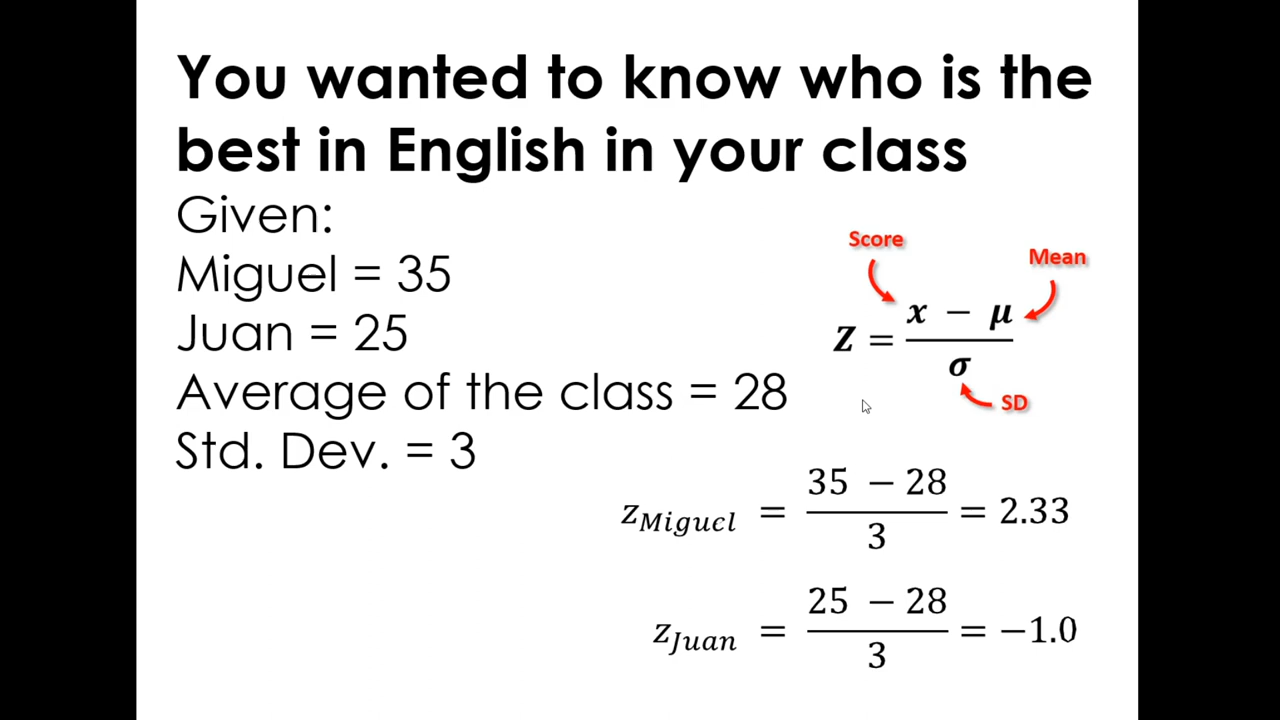 You wanted to know who is the
best in English in your class
Given:
Miguel = 35
Juan = 25
Average of the class = 28
Std. Dev. = 3
Score
Mean
Z = (x − μ) / σ
SD
z_Miguel = (35 − 28) / 3 = 2.33
z_Juan = (25 − 28) / 3 = −1.0